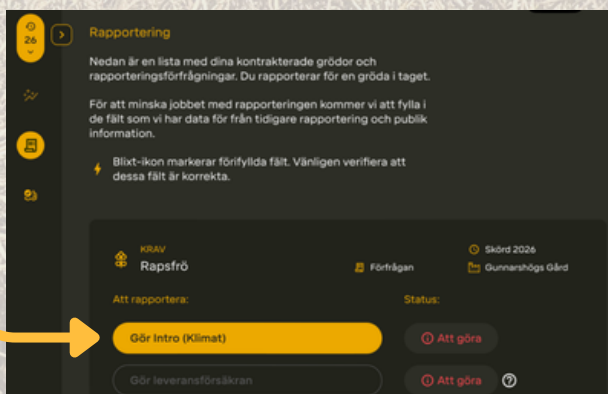 26
Rapportering
Nedan är en lista med dina kontrakterade grödor och
rapporteringsförfrågningar. Du rapporterar för en gröda i taget.
För att minska jobbet med rapporteringen kommer vi att fylla i
de fält som vi har data för från tidigare rapportering och publik
information.
Blixt-ikon markerar förifyllda fält. Vänligen verifiera att
dessa fält är korrekta.
KRAV
Rapsfrö
Förfrågan
Skörd 2026
Gunnarshögs Gård
Att rapportera:
Status:
Gör Intro (Klimat)
Att göra
Gör leveransförsäkran
Att göra